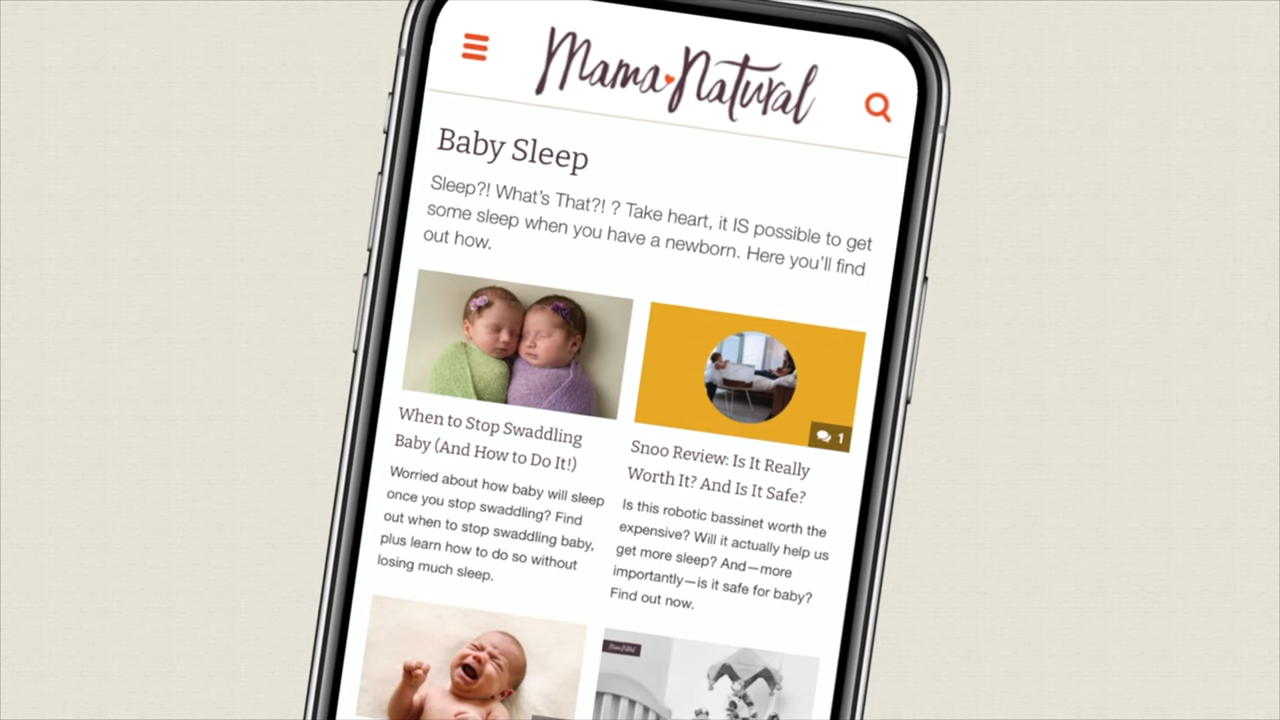 Mama Natural
Baby Sleep
Sleep?! What's That?! ? Take heart, it IS possible to get
some sleep when you have a newborn. Here you'll find
out how.
When to Stop Swaddling
Baby (And How to Do It!)
Worried about how baby will sleep
once you stop swaddling? Find
out when to stop swaddling baby,
plus learn how to do so without
losing much sleep.
1
Snoo Review: Is It Really
Worth It? And Is It Safe?
Is this robotic bassinet worth the
expensive? Will it actually help us
get more sleep? And—more
importantly—is it safe for baby?
Find out now.
Mama Natural